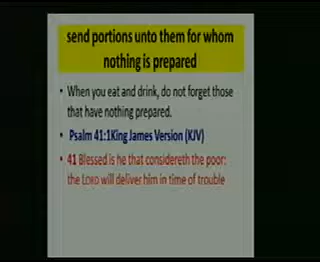 send portions unto them for whom
nothing is prepared
• When you eat and drink, do not forget those
that have nothing prepared.
• Psalm 41:1King James Version (KJV)
• 41 Blessed is he that considereth the poor:
the LORD will deliver him in time of trouble